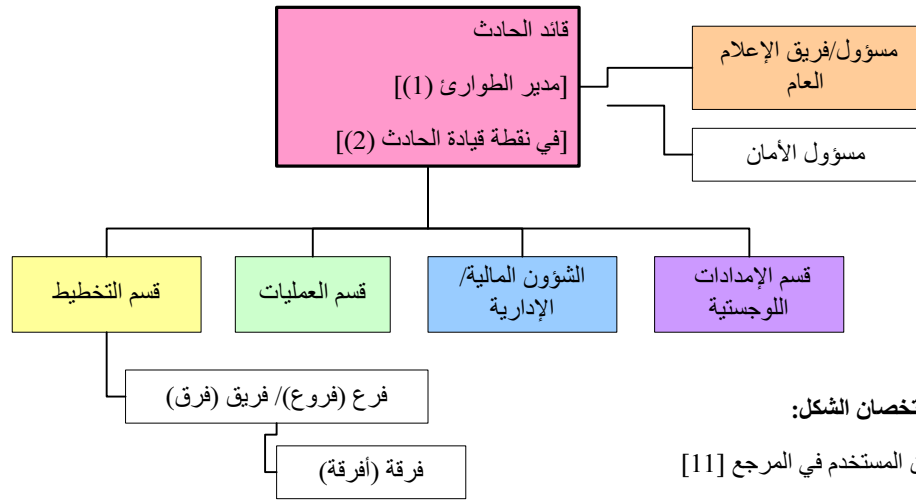 قائد الحادث
[مدير الطوارئ (1)]
[في نقطة قيادة الحادث (2)]
مسؤول/فريق الإعلام
العام
مسؤول الأمان
قسم الإمدادات
اللوجستية
الشؤون المالية/
الإدارية
قسم العمليات
قسم التخطيط
فرع (فروع)/ فريق (فرق)
فرقة (أفرقة)
الشكل:
المستخدم في المرجع [11]